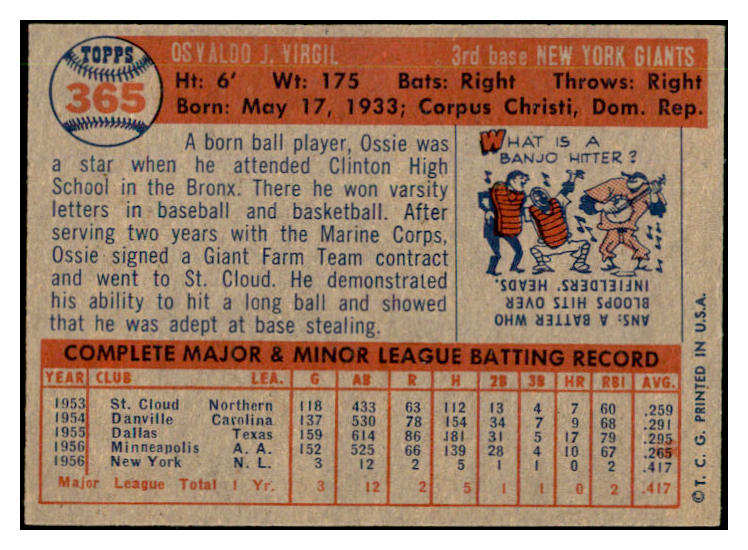 TOPPS
365
OSVALDO J. VIRGIL 3rd base NEW YORK GIANTS
Ht: 6' Wt: 175 Bats: Right Throws: Right
Born: May 17, 1933; Corpus Christi, Dom. Rep.
A born ball player, Ossie was
a star when he attended Clinton High
School in the Bronx. There he won varsity
letters in baseball and basketball. After
serving two years with the Marine Corps,
Ossie signed a Giant Farm Team contract
and went to St. Cloud. He demonstrated
his ability to hit a long ball and showed
that he was adept at base stealing.
WHAT IS A
BANJO HITTER?
ANS: A BATTER WHO
BLOOPS HITS OVER
INFIELDERS' HEADS.
COMPLETE MAJOR & MINOR LEAGUE BATTING RECORD
YEAR CLUB LEA. G AB R H 2B 3B HR RBI AVG.
1953 St. Cloud Northern 118 433 63 112 13 4 7 60 .259
1954 Danville Carolina 137 530 78 154 34 7 9 68 .291
1955 Dallas Texas 159 614 86 181 31 5 17 79 .295
1956 Minneapolis A. A. 152 525 66 139 28 4 10 67 .265
1956 New York N. L. 3 12 2 5 1 1 0 2 .417
Major League Total 1 Yr. 3 12 2 5 1 1 0 2 .417
© T. C. G. PRINTED IN U.S.A.